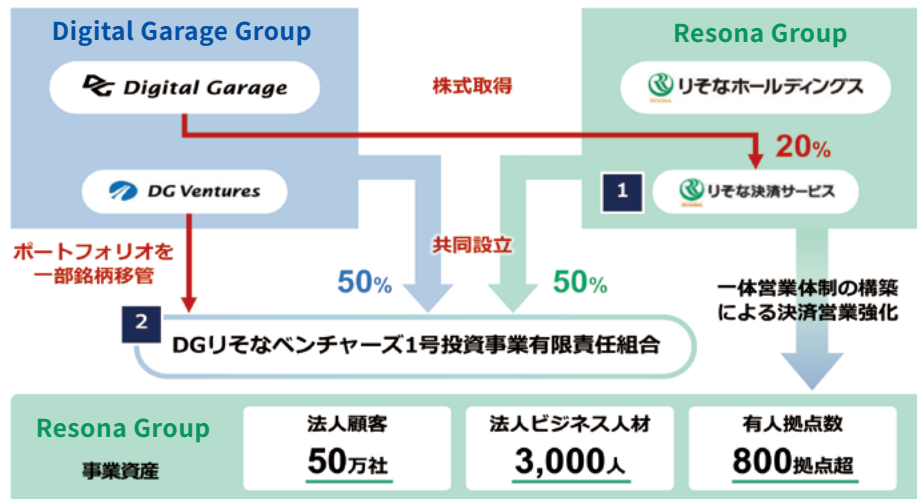 Digital Garage Group
Resona Group
DG Digital Garage
株式取得
RESONA りそなホールディングス
20%
DG Ventures
1
RESONA りそな決済サービス
ポートフォリオを
一部銘柄移管
共同設立
50%
50%
一体営業体制の構築
による決済営業強化
2
DGりそなベンチャーズ1号投資事業有限責任組合
Resona Group
事業資産
法人顧客
50万社
法人ビジネス人材
3,000人
有人拠点数
800拠点超